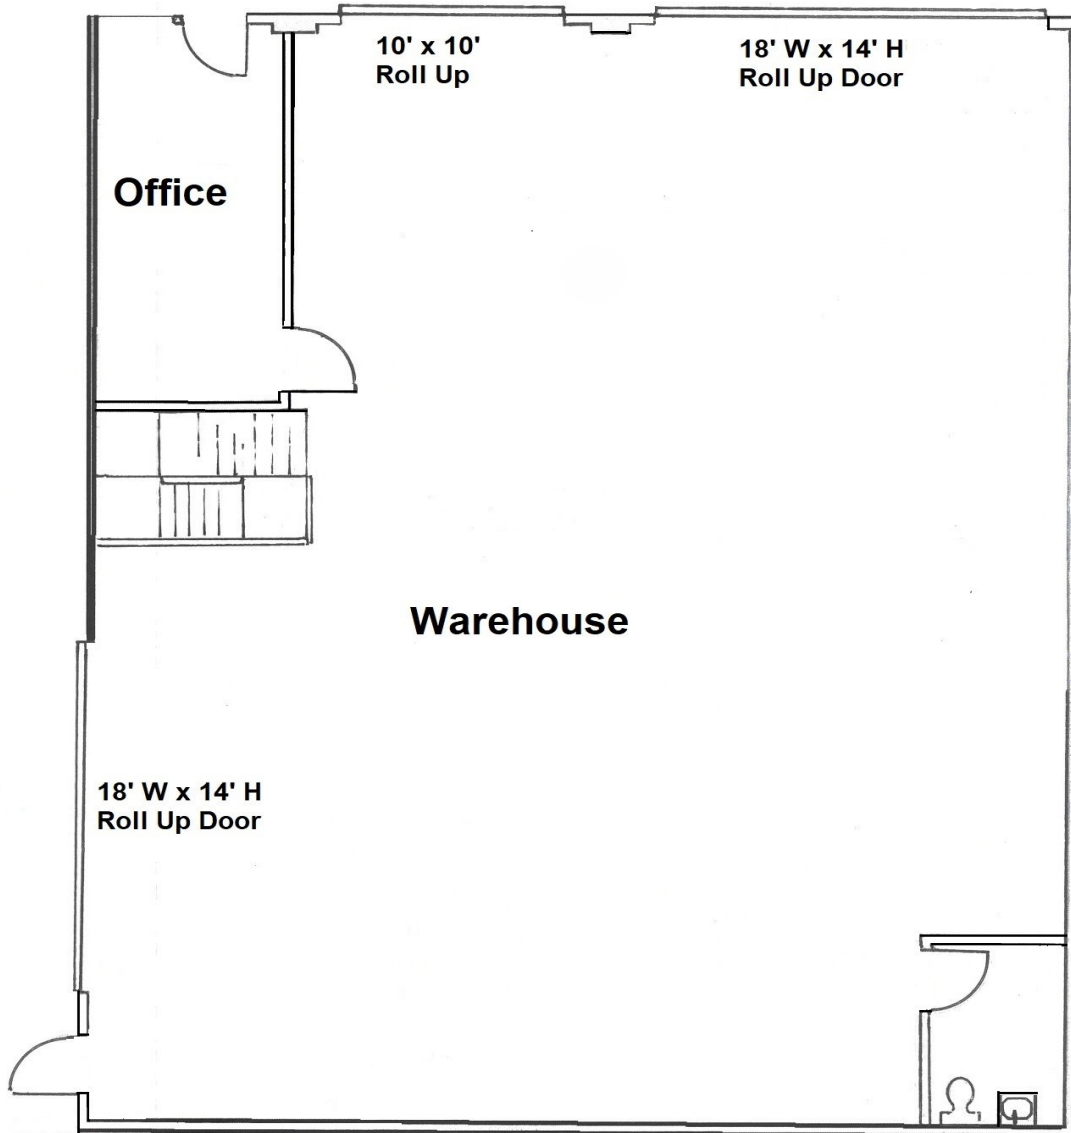 10' x 10'
Roll Up
18' W x 14' H
Roll Up Door
Office
Warehouse
18' W x 14' H
Roll Up Door